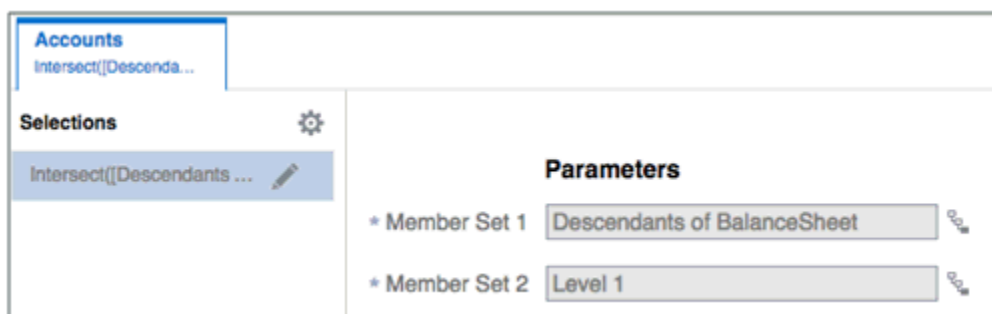 Accounts
Intersect([Descenda...
Selections
Intersect([Descendants ...
Parameters
* Member Set 1 Descendants of BalanceSheet
* Member Set 2 Level 1